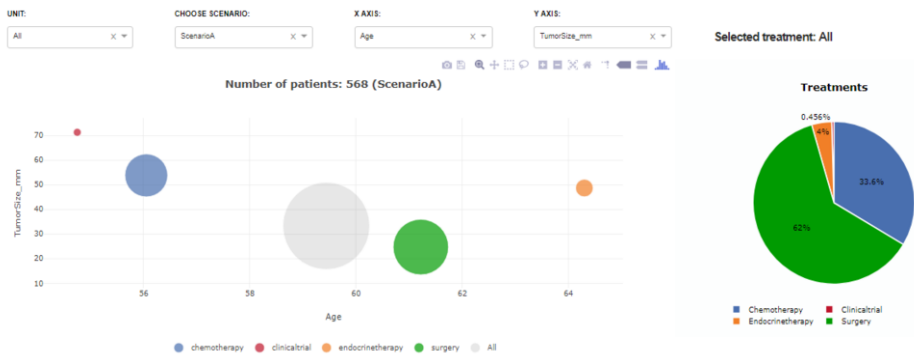 UNIT: CHOOSE SCENARIO: X AXIS: Y AXIS:
All x ScenarioA x Age x TumorSize_mm x
Selected treatment: All
Number of patients: 568 (ScenarioA)
TumorSize_mm
70
60
50
40
30
20
10
56 58 60 62 64
Age
chemotherapy clinicaltrial endocrinetherapy surgery All
Treatments
0.456%
4%
33.6%
62%
Chemotherapy Clinicaltrial
Endocrinetherapy Surgery